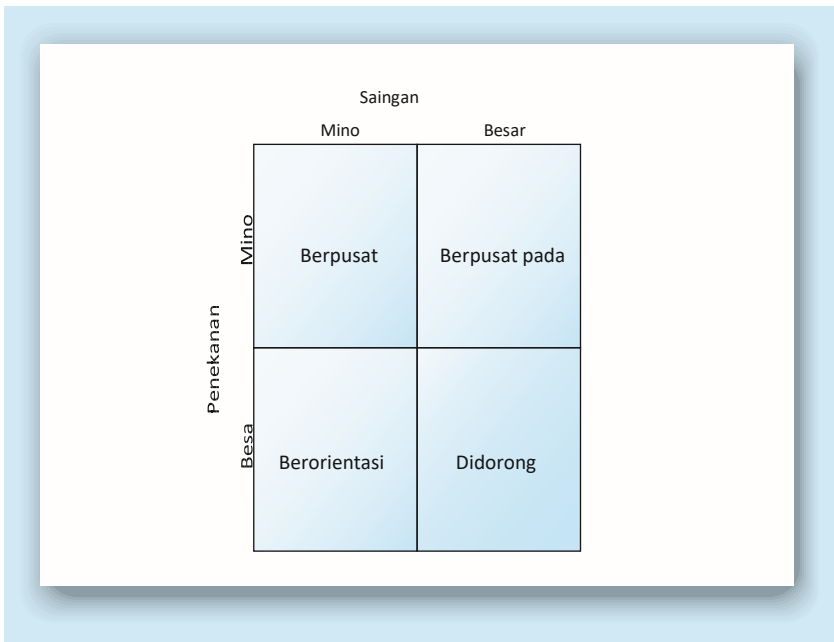 Saingan
Mino Besar
Penekanan
Mino
Berpusat Berpusat pada
Besa
Berorientasi Didorong